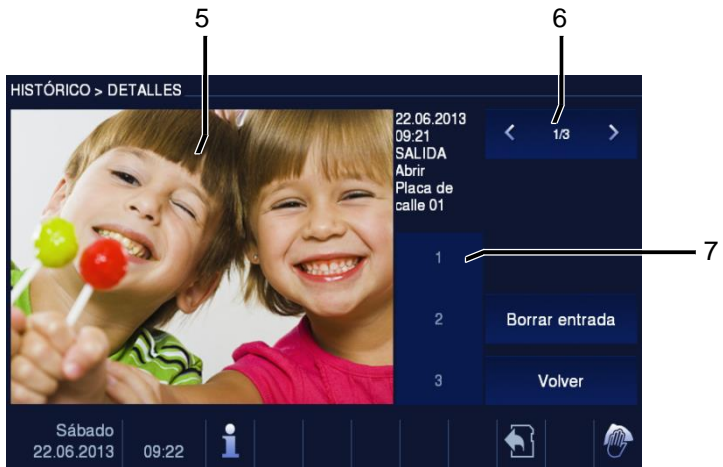 5
6
HISTÓRICO > DETALLES
22.06.2013
09:21
SALIDA
Abrir
Placa de
calle 01
1/3
7
1
2
Borrar entrada
3
Volver
Sábado
22.06.2013
09:22